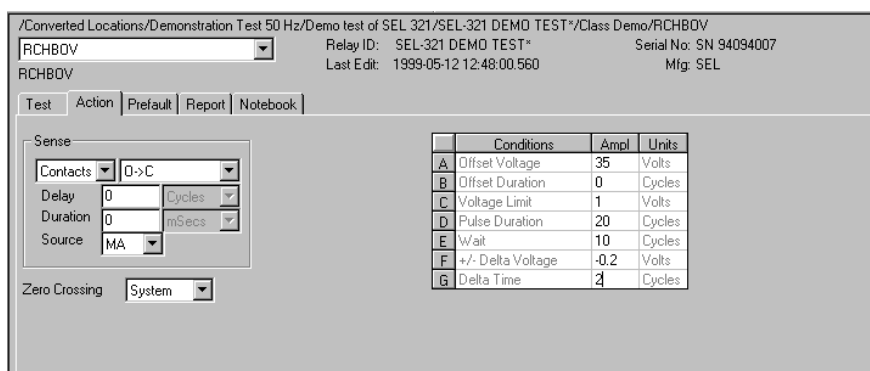 /Converted Locations/Demonstration Test 50 Hz/Demo test of SEL 321/SEL-321 DEMO TEST*/Class Demo/RCHBOV
RCHBOV Relay ID: SEL-321 DEMO TEST* Serial No: SN 94094007
Last Edit: 1999-05-12 12:48:00.560 Mfg: SEL
RCHBOV
Test Action Prefault Report Notebook
Sense
Contacts O->C
Delay 0 Cycles
Duration 0 mSecs
Source MA
Zero Crossing System
Conditions Ampl Units
A Offset Voltage 35 Volts
B Offset Duration 0 Cycles
C Voltage Limit 1 Volts
D Pulse Duration 20 Cycles
E Wait 10 Cycles
F +/- Delta Voltage -0.2 Volts
G Delta Time 2 Cycles